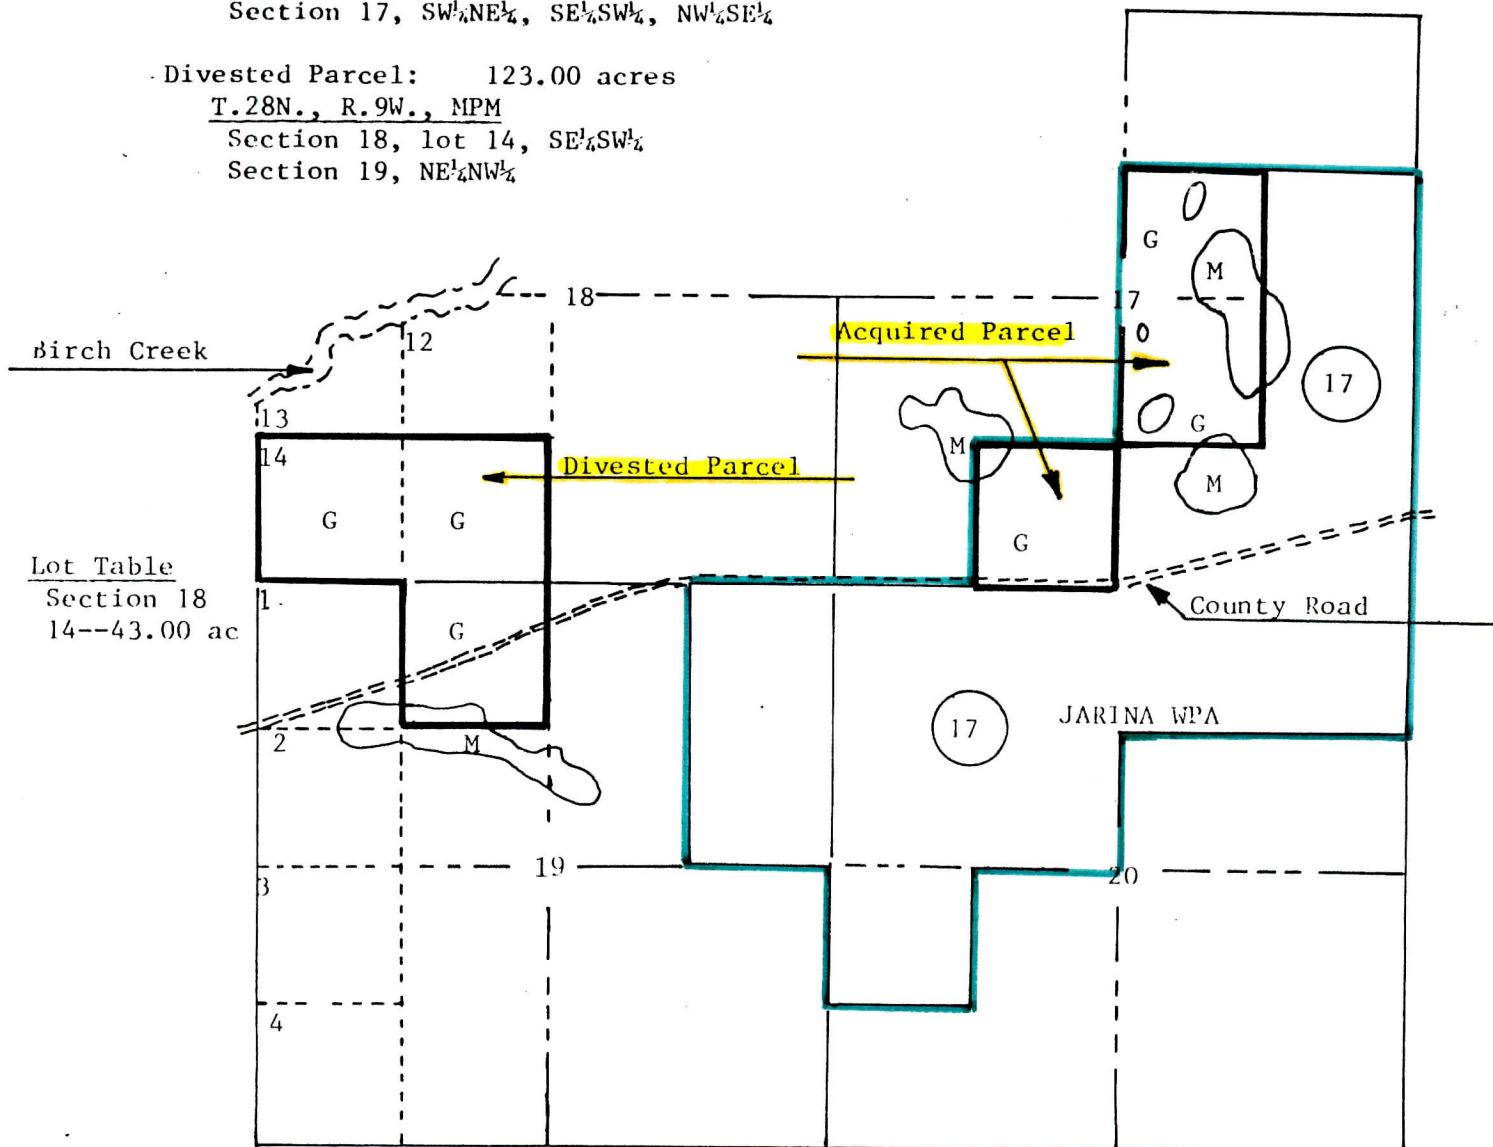 Section 17, SW¼NE¼, SE¼SW¼, NW¼SE¼
Divested Parcel: 123.00 acres
T.28N., R.9W., MPM
Section 18, lot 14, SE¼SW¼
Section 19, NE¼NW¼
G
M
18
17
Acquired Parcel
12
Birch Creek
17
13
G
M
14
Divested Parcel
M
G
G
G
Lot Table
Section 18
14--43.00 ac
1
County Road
G
JARINA WPA
17
2
M
19
20
3
4